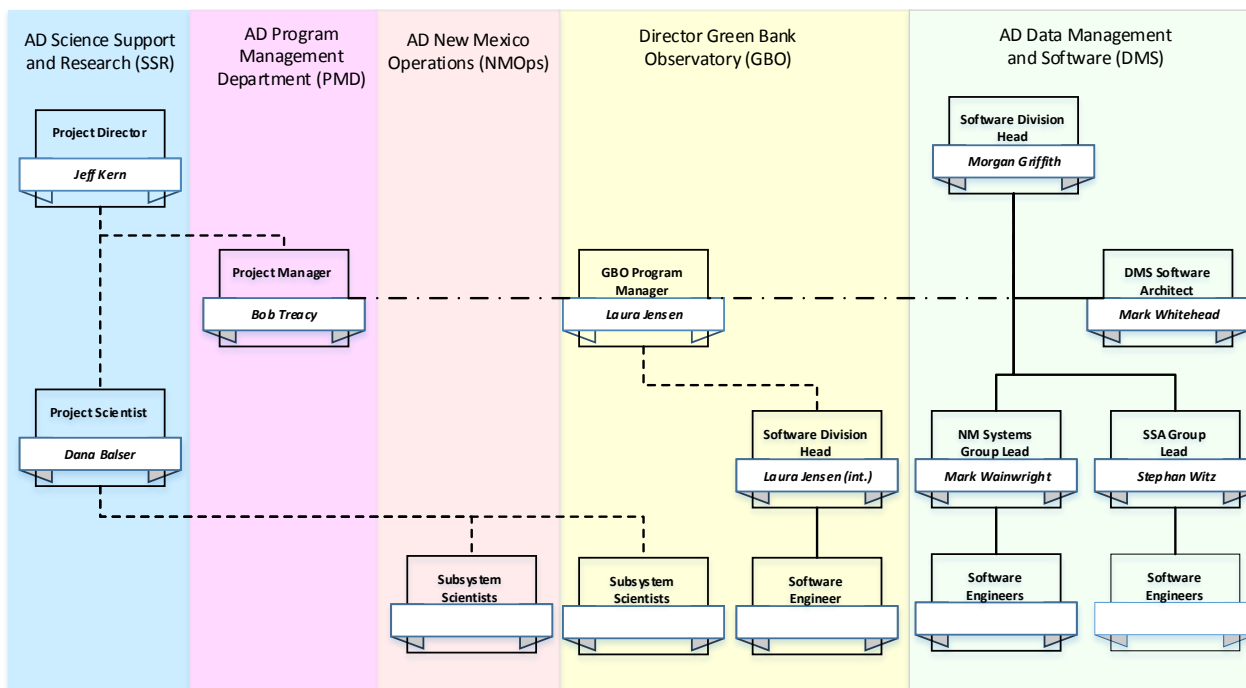 AD Science Support
and Research (SSR)
AD Program
Management
Department (PMD)
AD New Mexico
Operations (NMOps)
Director Green Bank
Observatory (GBO)
AD Data Management
and Software (DMS)
Project Director
Jeff Kern
Software Division
Head
Morgan Griffith
Project Manager
Bob Treacy
GBO Program
Manager
Laura Jensen
DMS Software
Architect
Mark Whitehead
Project Scientist
Dana Balser
Software Division
Head
Laura Jensen (int.)
NM Systems
Group Lead
Mark Wainwright
SSA Group
Lead
Stephan Witz
Subsystem
Scientists
Subsystem
Scientists
Software
Engineer
Software
Engineers
Software
Engineers